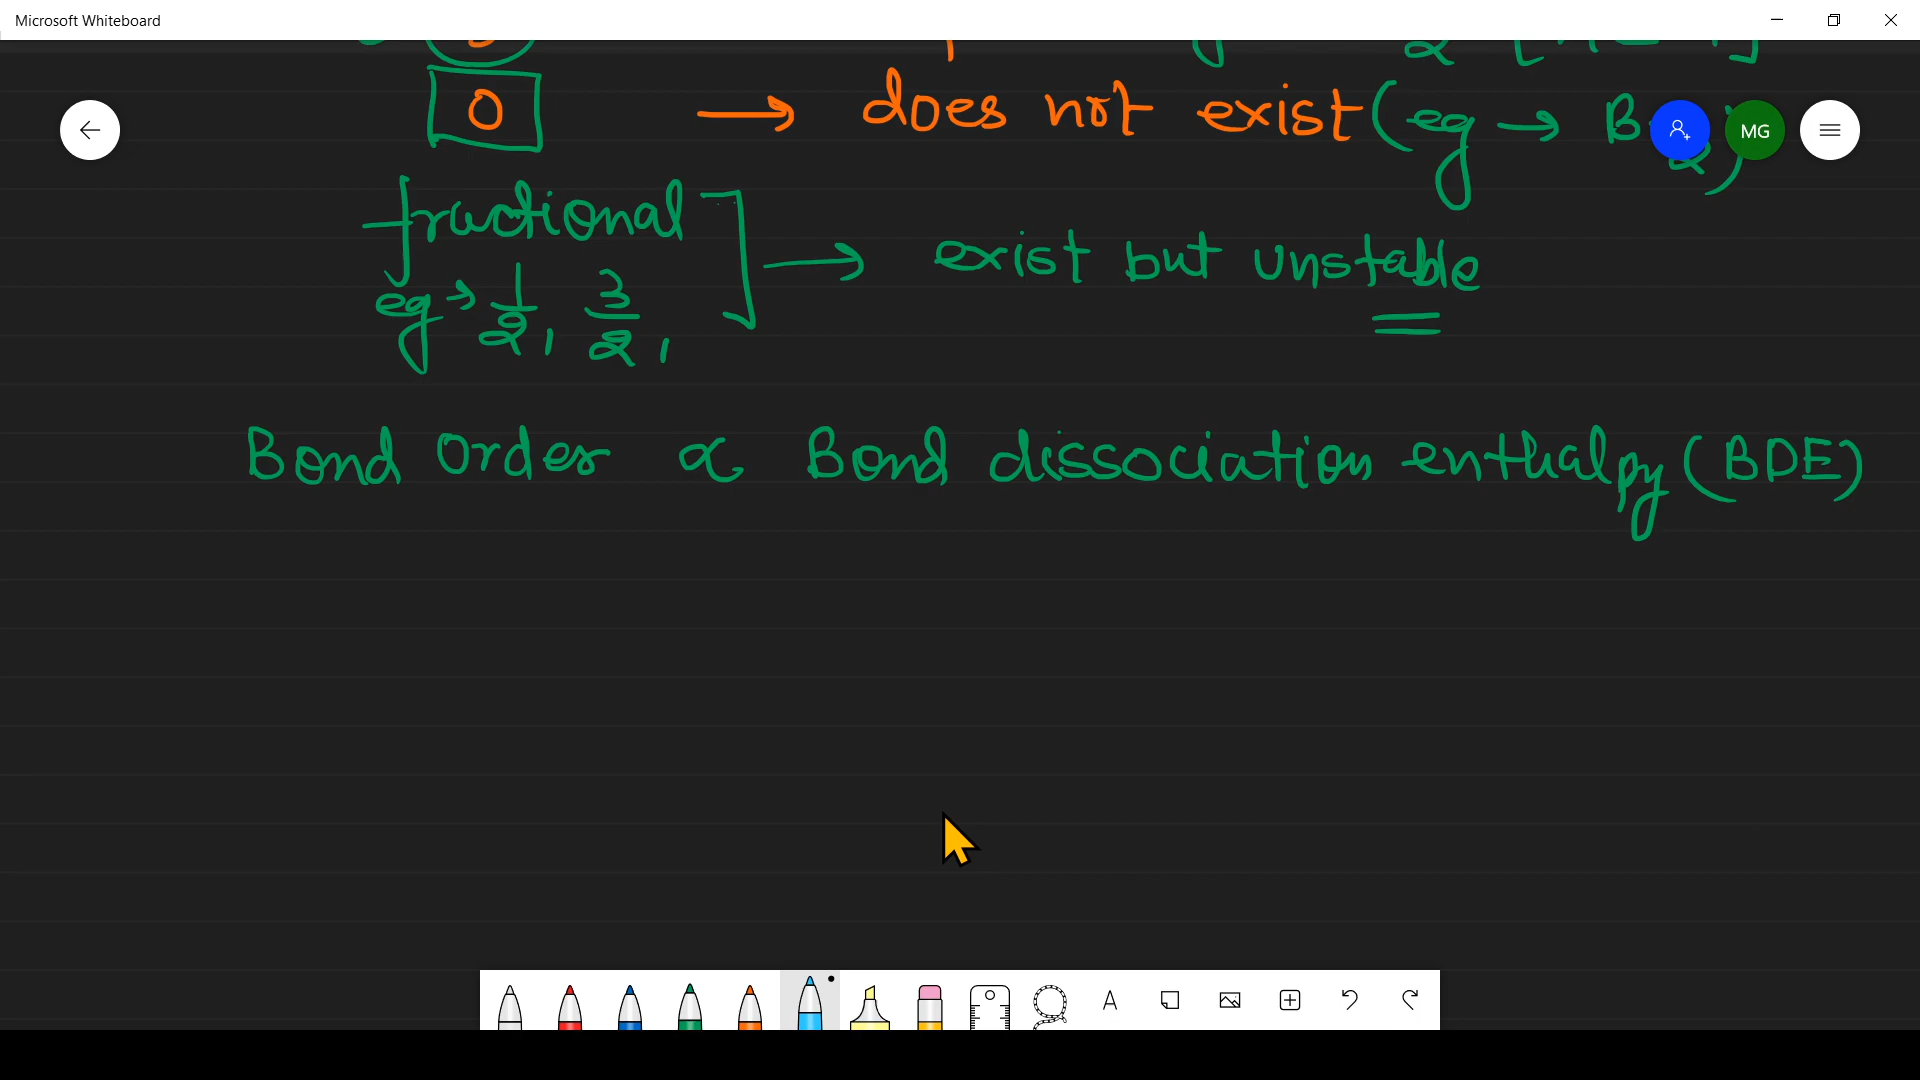 Microsoft Whiteboard
0 → does not exist (eg →
MG
fractional
eg → 1/2, 3/2,
→ exist but unstable
Bond order ∝ Bond dissociation enthalpy (BDE)